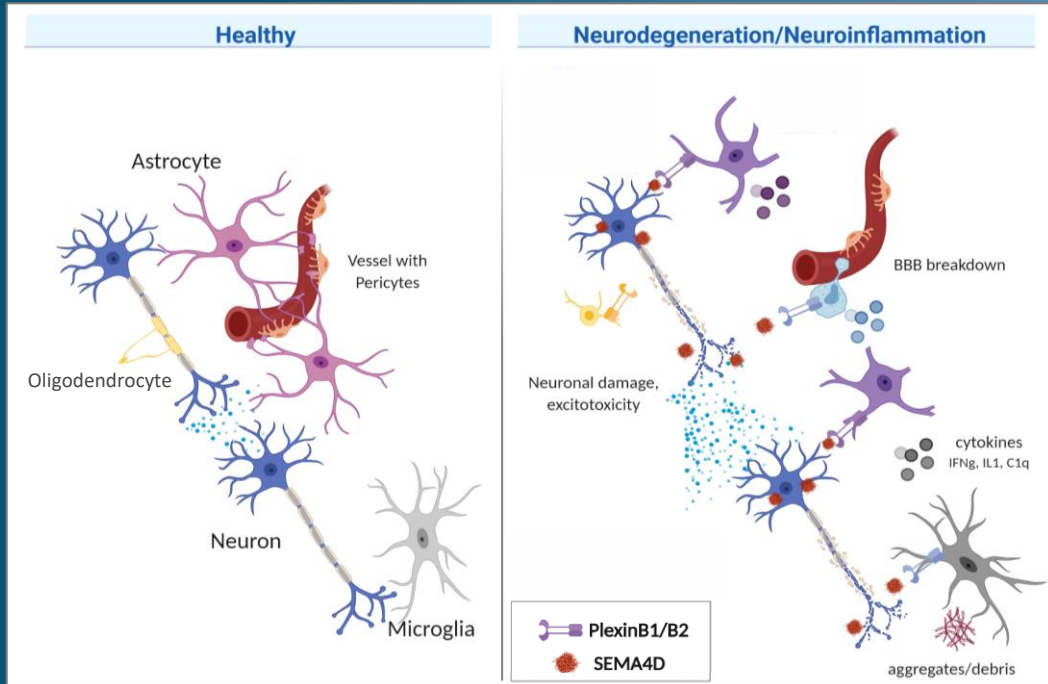 Healthy
Astrocyte
Vessel with
Pericytes
Oligodendrocyte
Neuron
Microglia
Neurodegeneration/Neuroinflammation
BBB breakdown
Neuronal damage,
excitotoxicity
cytokines
IFNg, IL1, C1q
aggregates/debris
PlexinB1/B2
SEMA4D